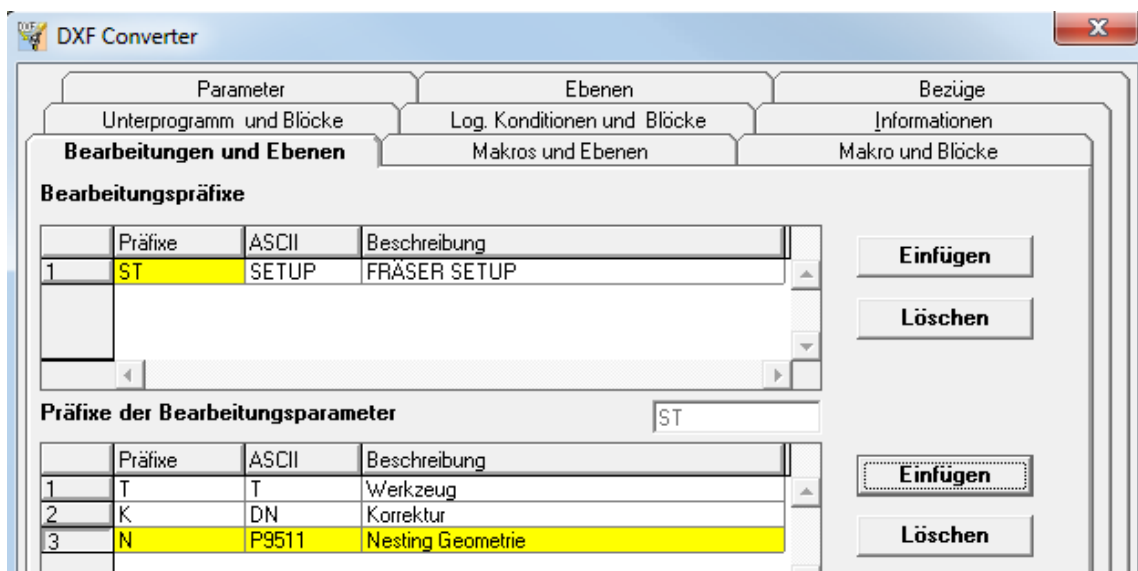 DXF Converter
Parameter Ebenen Bezüge
Unterprogramm und Blöcke Log. Konditionen und Blöcke Informationen
Bearbeitungen und Ebenen Makros und Ebenen Makro und Blöcke
Bearbeitungspräfixe
Präfixe ASCII Beschreibung
1 ST SETUP FRÄSER SETUP
Einfügen
Löschen
Präfixe der Bearbeitungsparameter ST
Präfixe ASCII Beschreibung
1 T T Werkzeug
2 K DN Korrektur
3 N P9511 Nesting Geometrie
Einfügen
Löschen